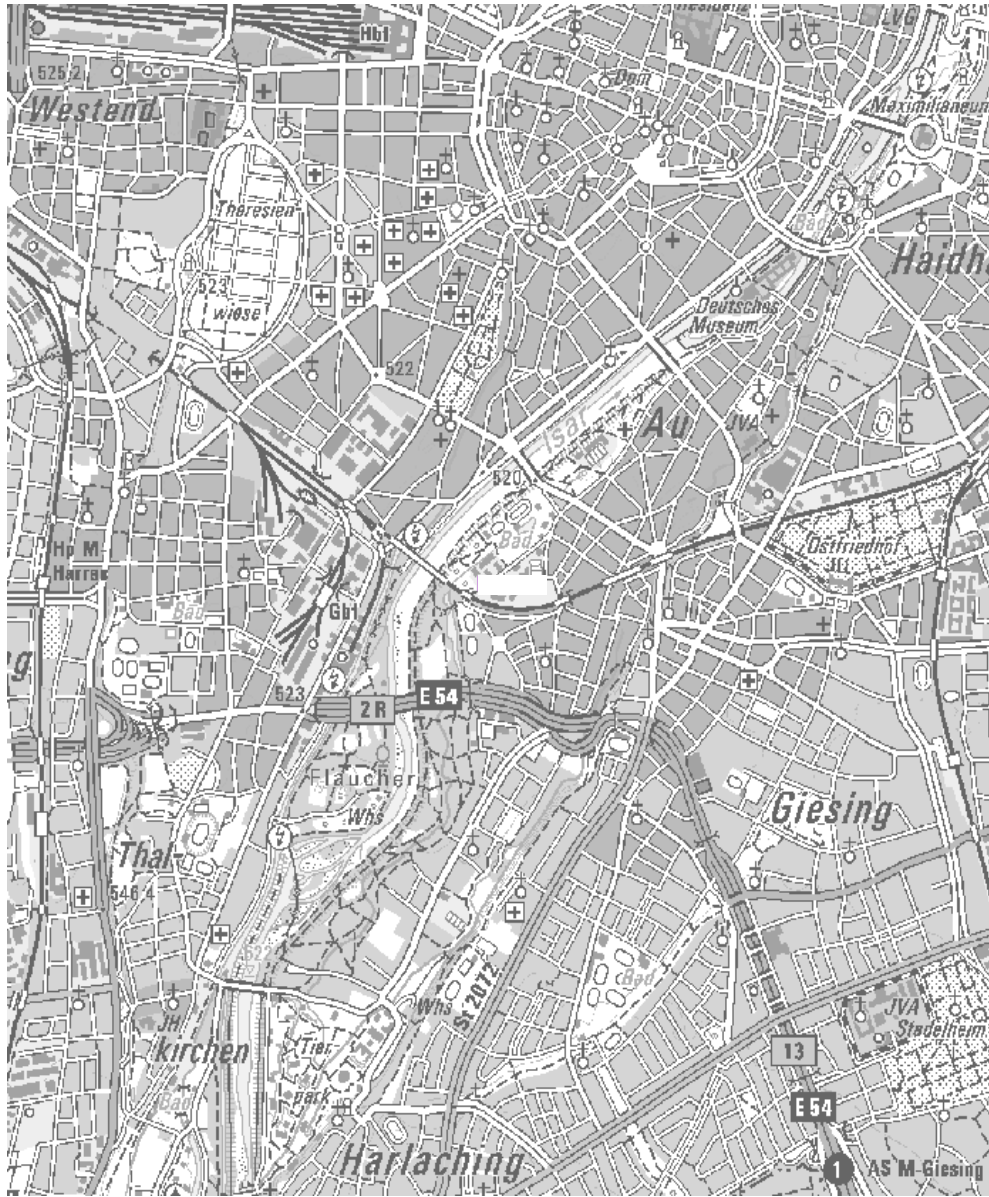 Residenz
LVG
Hbf
525.2
Dom
Westend
Maximilianeum
Theresien
Bad
Haidh
523
wiese
Deutsches
Museum
522
Isar
Au
JVA
520
Bad
Ostfriedhof
Hp M-
Harras
Gbf
Bad
g
523
E 54
2 R
Flaucher
Whs
Giesing
Thal-
546.4
Bad
St 2072
Whs
JVA
Stadelheim
JH
kirchen
Tier
park
13
Bad
E 54
Harlaching
1
AS M-Giesing